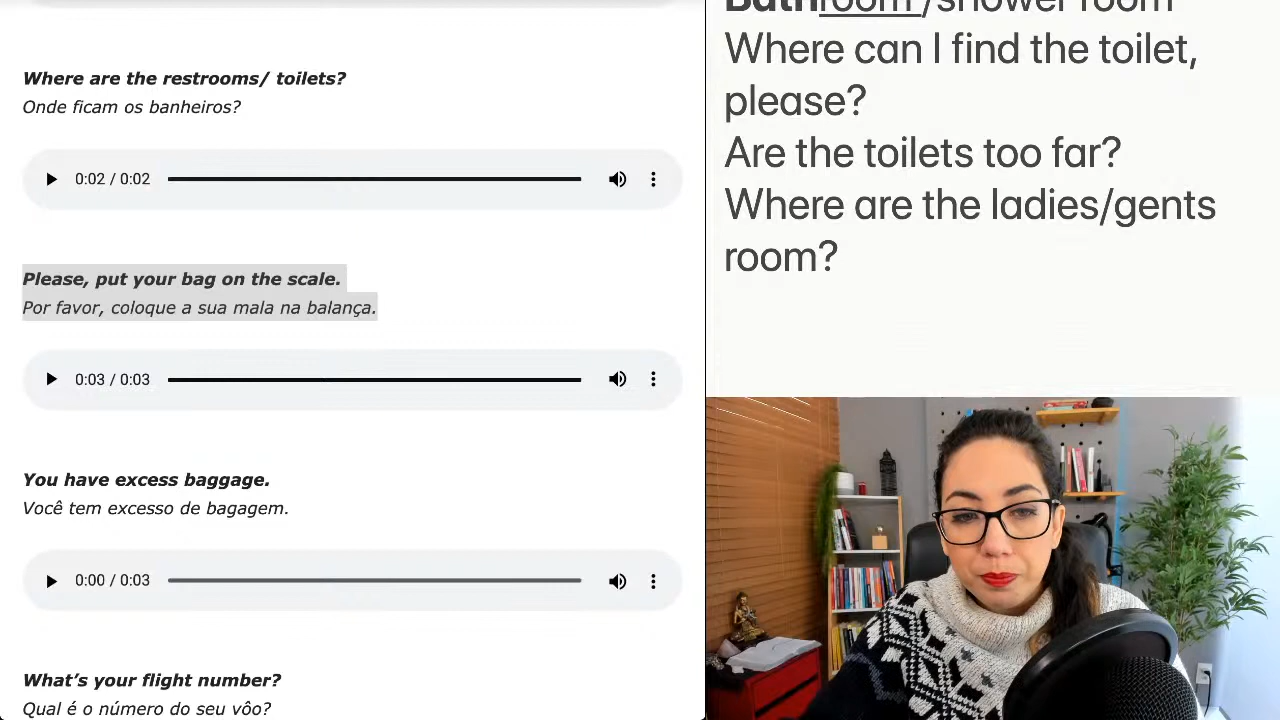 Where are the restrooms/ toilets?
Onde ficam os banheiros?
0:02 / 0:02
Please, put your bag on the scale.
Por favor, coloque a sua mala na balança.
0:03 / 0:03
You have excess baggage.
Você tem excesso de bagagem.
0:00 / 0:03
What’s your flight number?
Qual é o número do seu vôo?
Bathroom /shower room
Where can I find the toilet,
please?
Are the toilets too far?
Where are the ladies/gents
room?